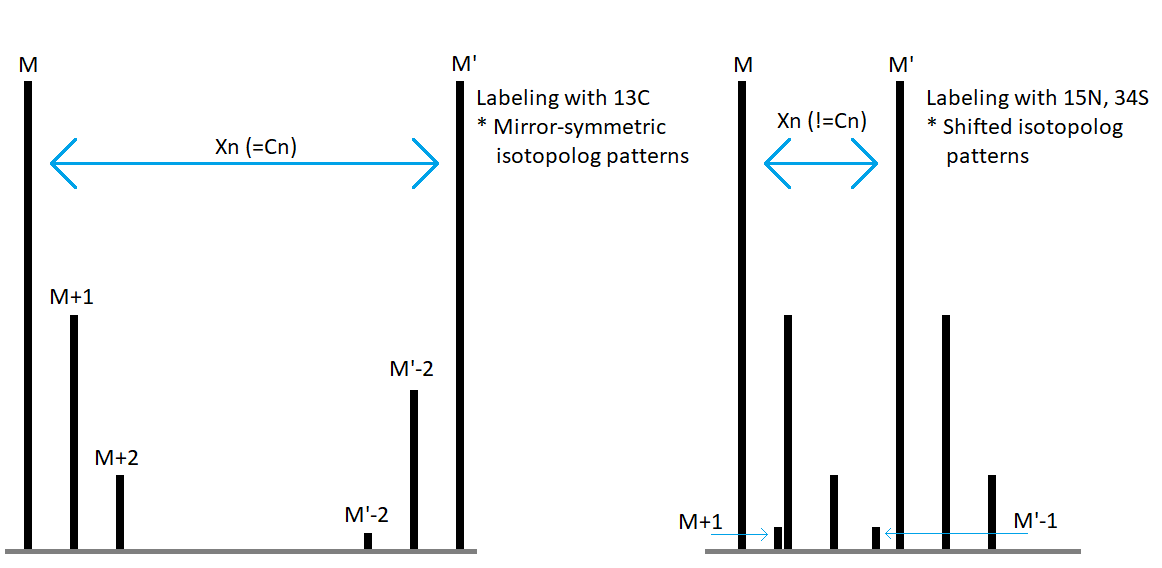 M
M'
Labeling with 13C
* Mirror-symmetric
isotopolog patterns
Xn (=Cn)
M+1
M'-2
M+2
M'-2
M
M'
Labeling with 15N, 34S
* Shifted isotopolog
patterns
Xn (!=Cn)
M+1
M'-1